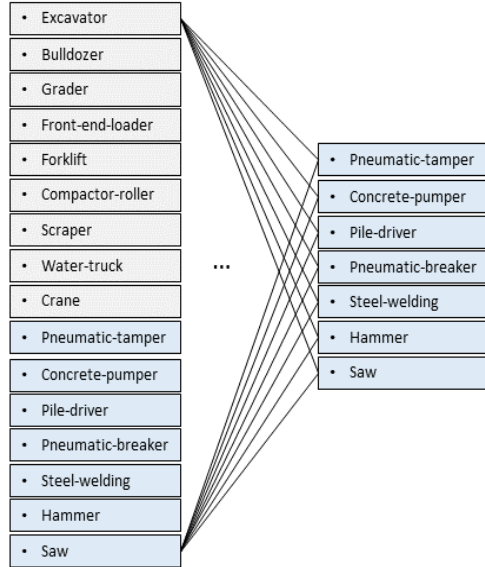 • Excavator
• Bulldozer
• Grader
• Front-end-loader
• Forklift
• Compactor-roller
• Scraper
• Water-truck
• Crane
• Pneumatic-tamper
• Concrete-pumper
• Pile-driver
• Pneumatic-breaker
• Steel-welding
• Hammer
• Saw
...
• Pneumatic-tamper
• Concrete-pumper
• Pile-driver
• Pneumatic-breaker
• Steel-welding
• Hammer
• Saw